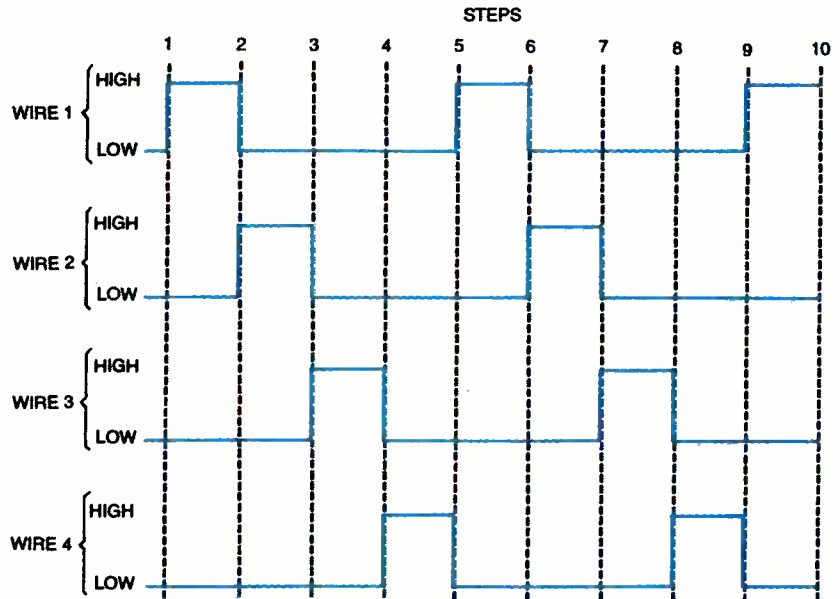 STEPS
1 2 3 4 5 6 7 8 9 10
HIGH
WIRE 1
LOW
HIGH
WIRE 2
LOW
HIGH
WIRE 3
LOW
HIGH
WIRE 4
LOW